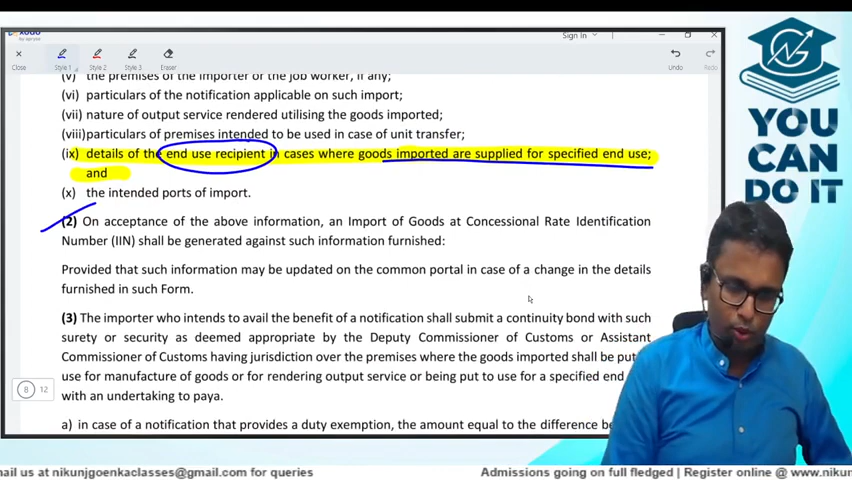 Sign In
Close
Style 1
Style 2
Style 3
Eraser
Undo
Redo
(v) the premises of the importer or the job worker, if any;
(vi) particulars of the notification applicable on such import;
(vii) nature of output service rendered utilising the goods imported;
(viii) particulars of premises intended to be used in case of unit transfer;
(ix) details of the end use recipient in cases where goods imported are supplied for specified end use;
and
(x) the intended ports of import.
(2) On acceptance of the above information, an Import of Goods at Concessional Rate Identification
Number (IIN) shall be generated against such information furnished:
Provided that such information may be updated on the common portal in case of a change in the details
furnished in such Form.
(3) The importer who intends to avail the benefit of a notification shall submit a continuity bond with such
surety or security as deemed appropriate by the Deputy Commissioner of Customs or Assistant
Commissioner of Customs having jurisdiction over the premises where the goods imported shall be put
use for manufacture of goods or for rendering output service or being put to use for a specified end
with an undertaking to paya.
a) in case of a notification that provides a duty exemption, the amount equal to the difference be
8 12
YOU
CAN
DO IT
ail us at nikunjgoenkaclasses@gmail.com for queries
Admissions going on full fledged | Register online @ www.nikun